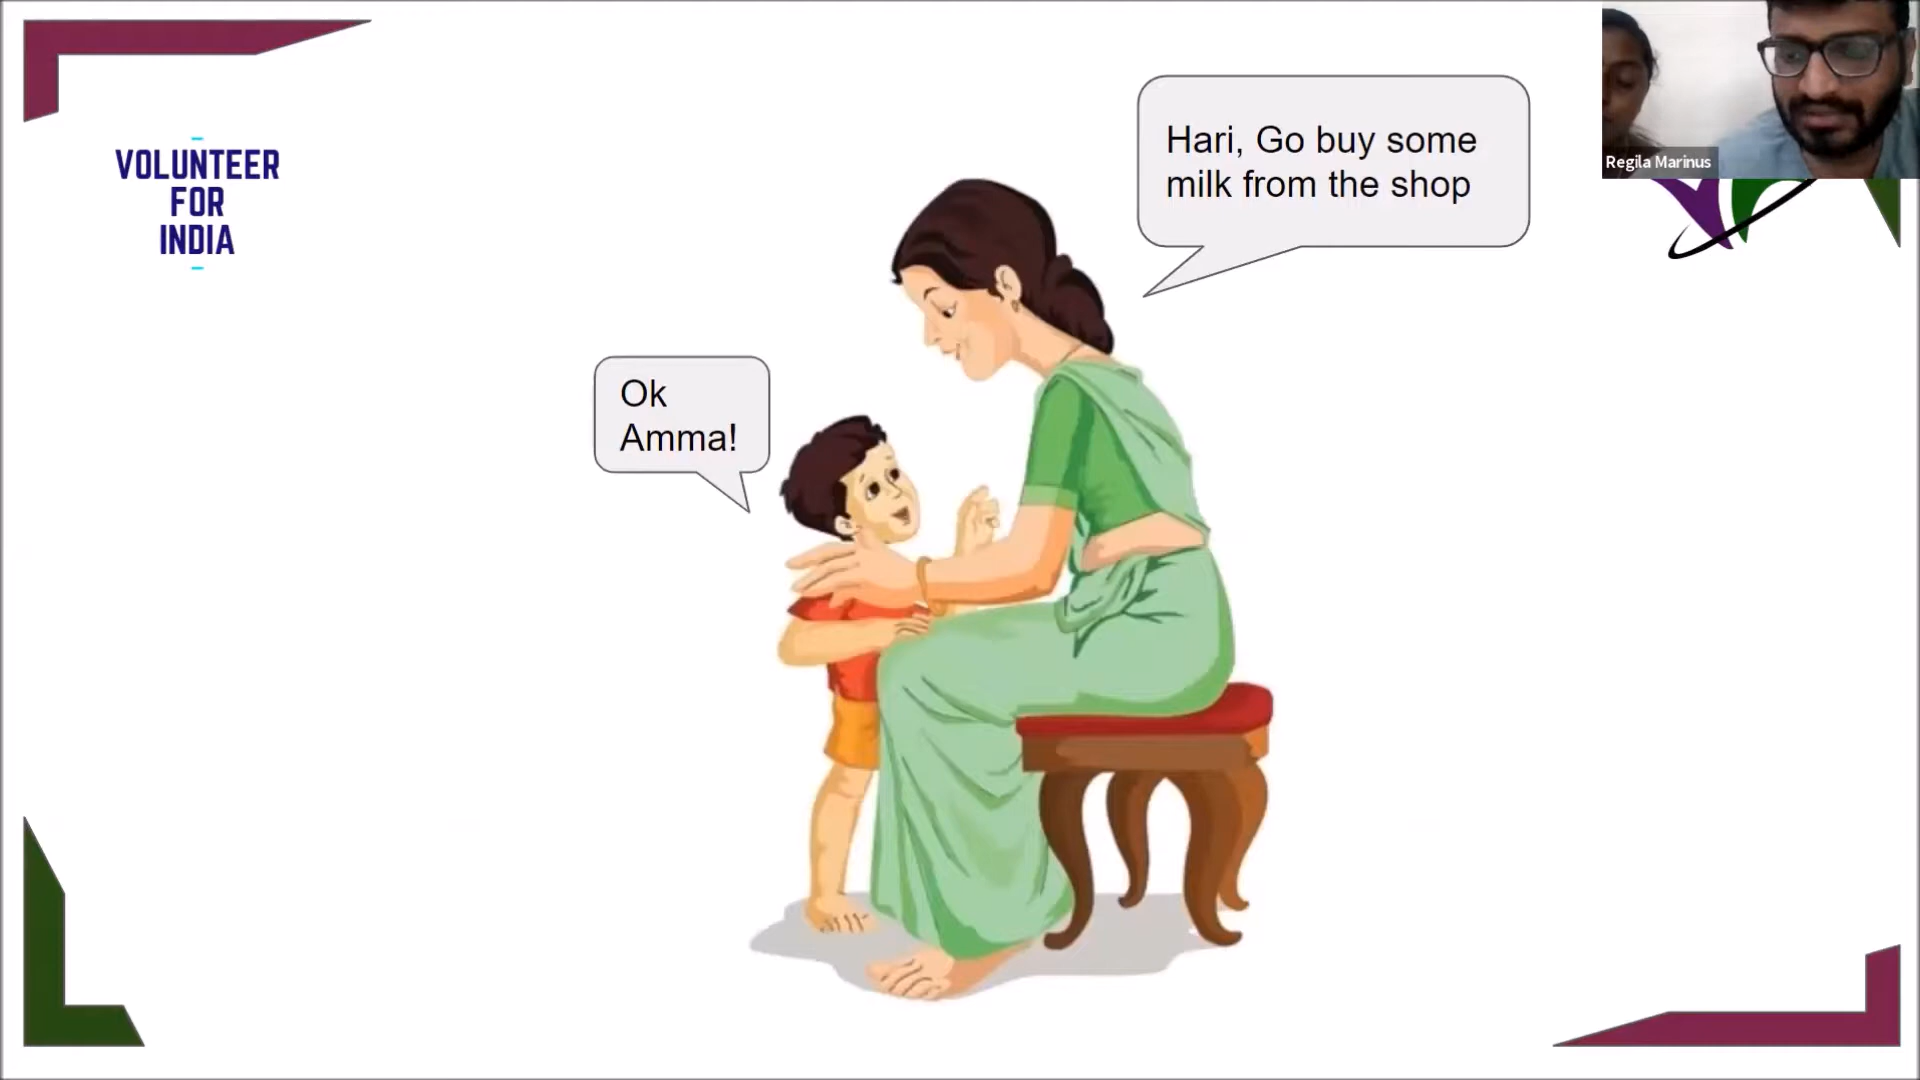 VOLUNTEER
FOR
INDIA
Hari, Go buy some
milk from the shop
Regila Marinus
Ok
Amma!